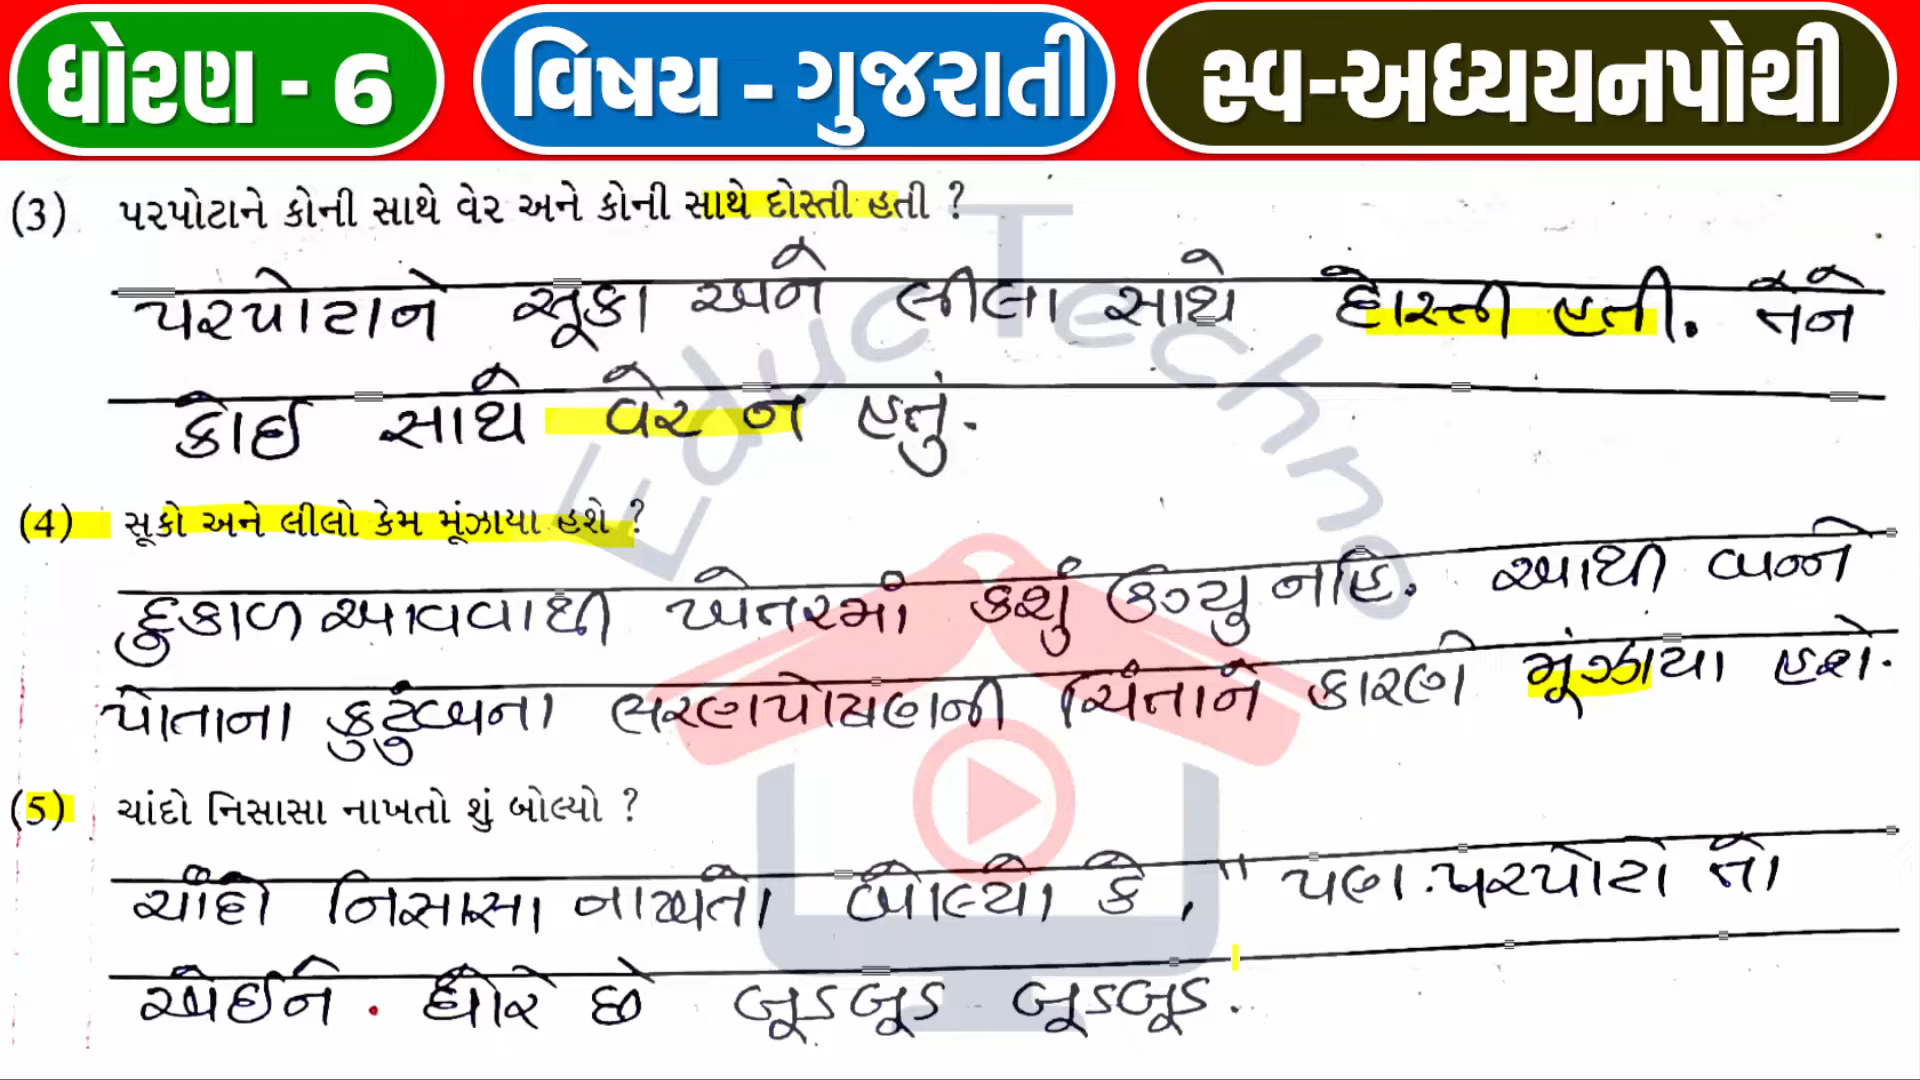 ધોરણ - 6 વિષય - ગુજરાતી સ્વ-અધ્યયનપોથી
(3) પરપોટાને કોની સાથે વેર અને કોની સાથે દોસ્તી હતી ?
પરપોટાને સૂકા અને લીલા સાથે દોસ્તી હતી. તેને
કોઈ સાથે વેર ન હતું.
(4) સૂકો અને લીલો કેમ મૂંઝાયા હશે ?
દુકાળ આવવાથી ખેતરમાં કશું ઉગ્યુ નહિ. આથી બન્ને
પોતાના કુટુંબના ભરણપોષણની ચિંતાને કારણે મૂંઝાયા હશે.
(5) ચાંદો નિસાસા નાખતો શું બોલ્યો ?
ચાંદો નિસાસા નાખતો બોલ્યો કે, " પણ પરપોટો તો
ઘોરે છે બૂડબૂડ બૂડબૂડ.
EducTechno